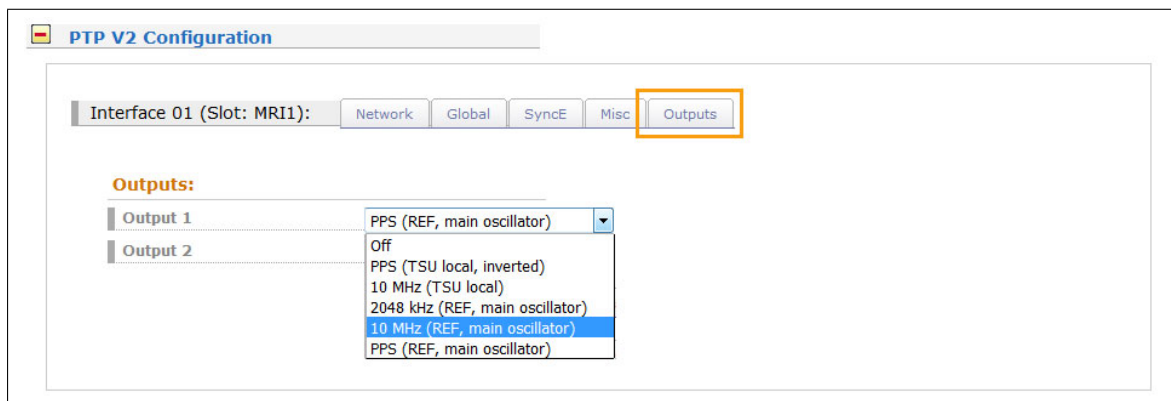 PTP V2 Configuration
Interface 01 (Slot: MRI1): Network Global SyncE Misc Outputs
Outputs:
Output 1 PPS (REF, main oscillator)
Output 2
Off
PPS (TSU local, inverted)
10 MHz (TSU local)
2048 kHz (REF, main oscillator)
10 MHz (REF, main oscillator)
PPS (REF, main oscillator)